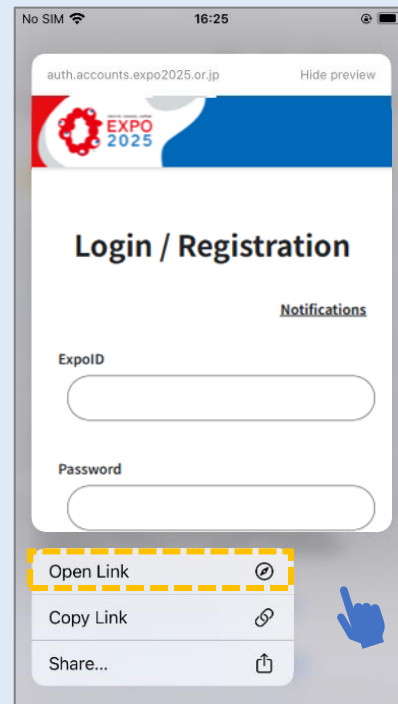 No SIM 16:25
auth.accounts.expo2025.or.jp Hide preview
EXPO
2025
Login / Registration
Notifications
ExpoID
Password
Open Link
Copy Link
Share...